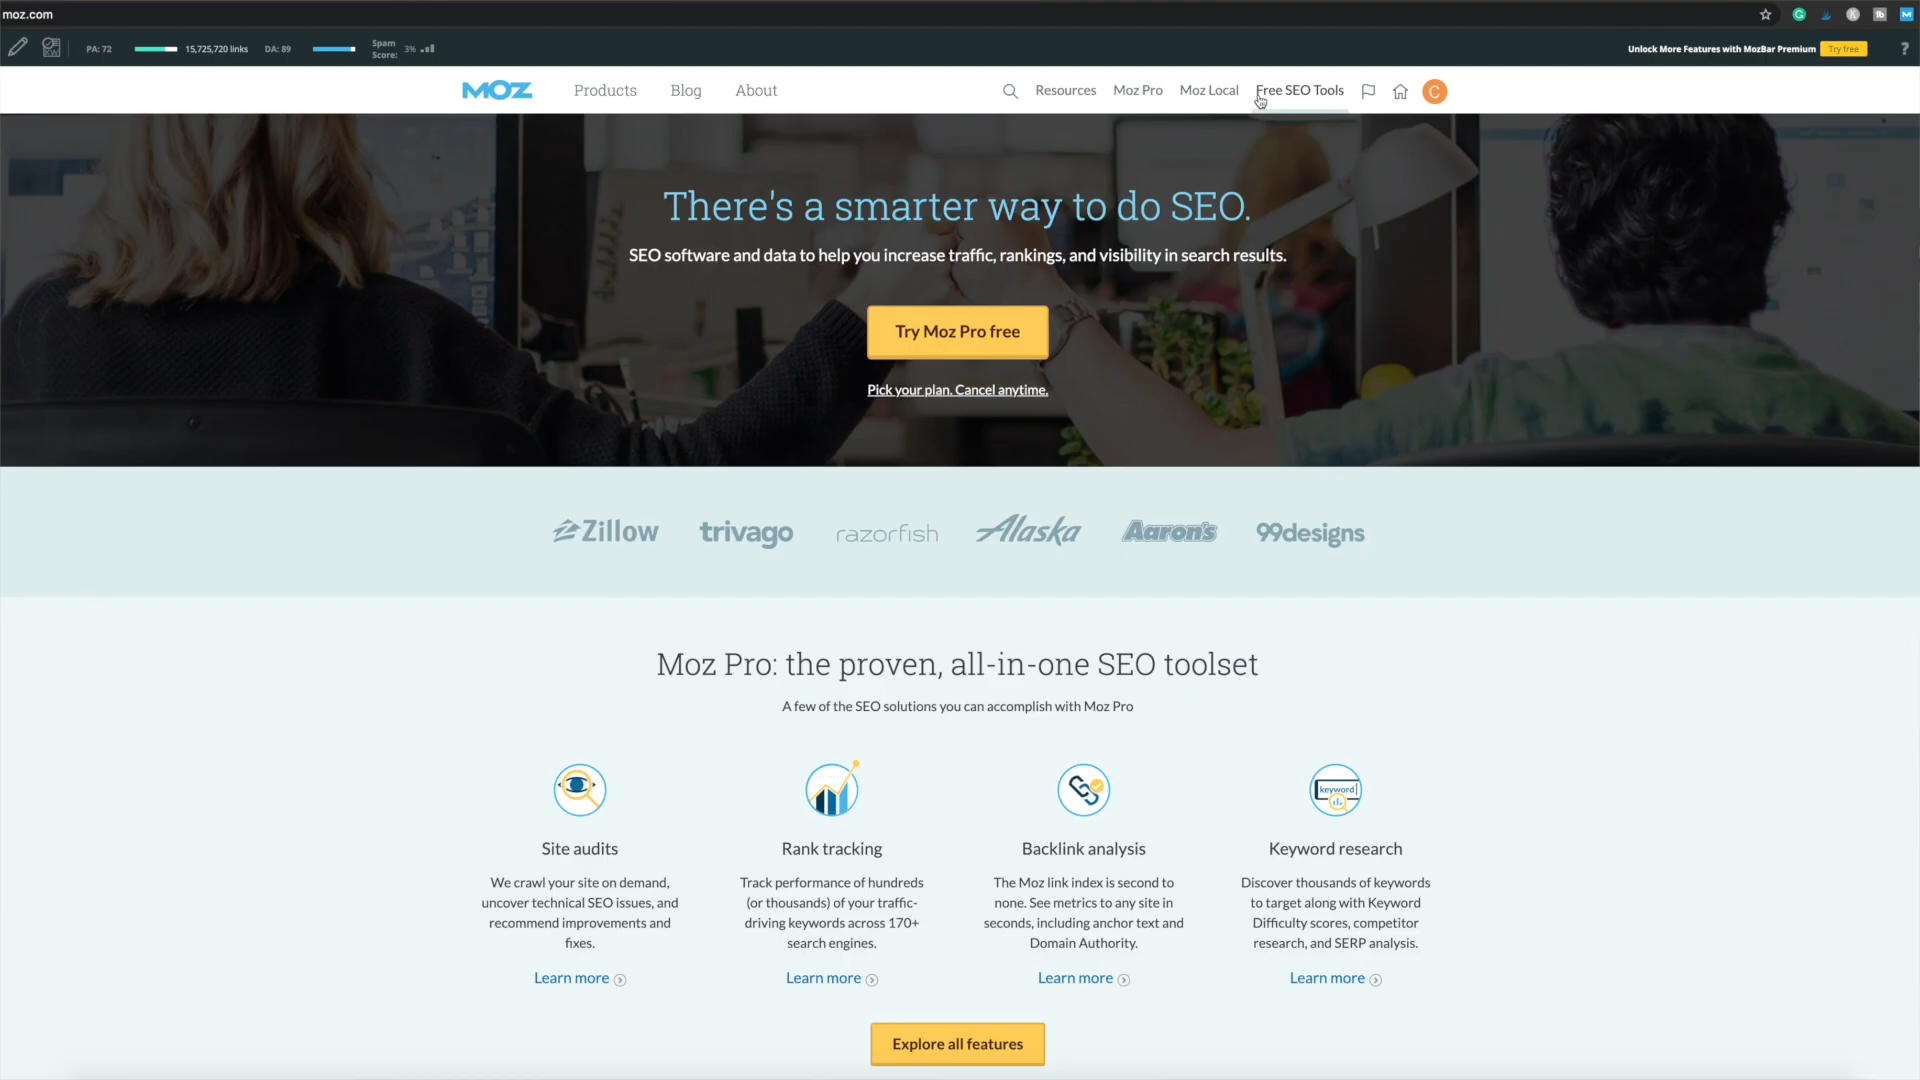 moz.com
PA: 72
15,725,720 links
DA: 89
Spam
Score:
3%
Unlock More Features with MozBar Premium
Try free
?
MOZ
Products
Blog
About
Resources
Moz Pro
Moz Local
Free SEO Tools
C
There's a smarter way to do SEO.
SEO software and data to help you increase traffic, rankings, and visibility in search results.
Try Moz Pro free
Pick your plan. Cancel anytime.
Zillow
trivago
razorfish
Alaska
Aaron's
99designs
Moz Pro: the proven, all-in-one SEO toolset
A few of the SEO solutions you can accomplish with Moz Pro
keyword
Site audits
We crawl your site on demand,
uncover technical SEO issues, and
recommend improvements and
fixes.
Learn more
Rank tracking
Track performance of hundreds
(or thousands) of your traffic-
driving keywords across 170+
search engines.
Learn more
Backlink analysis
The Moz link index is second to
none. See metrics to any site in
seconds, including anchor text and
Domain Authority.
Learn more
Keyword research
Discover thousands of keywords
to target along with Keyword
Difficulty scores, competitor
research, and SERP analysis.
Learn more
Explore all features